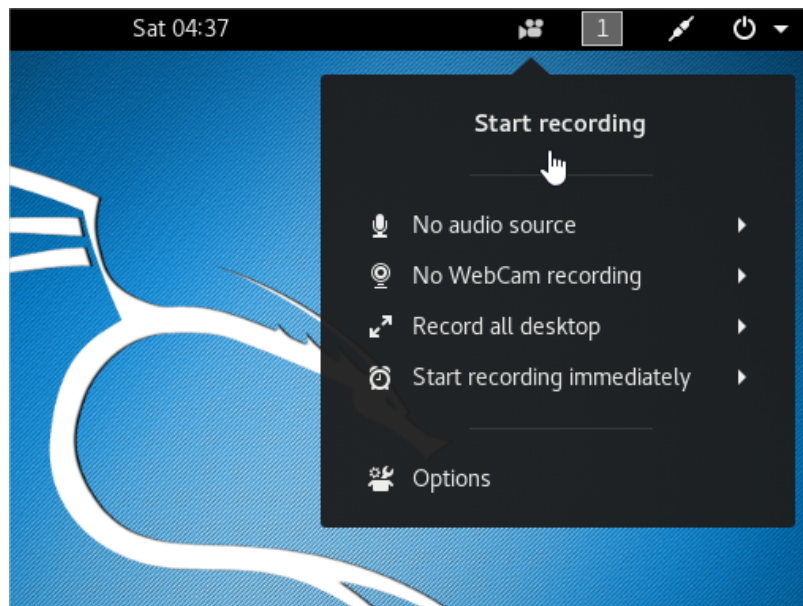 Sat 04:37
1
Start recording
No audio source
No WebCam recording
Record all desktop
Start recording immediately
Options